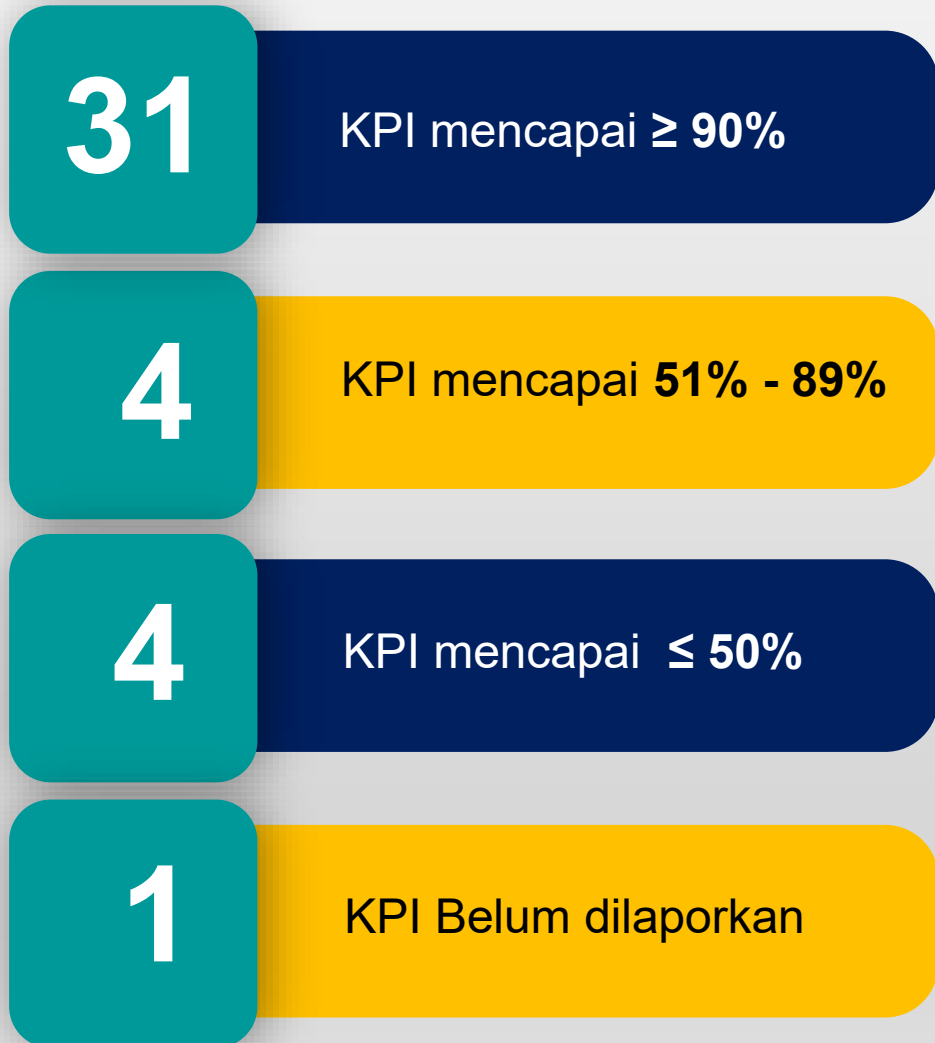 31
KPI mencapai ≥ 90%
4
KPI mencapai 51% - 89%
4
KPI mencapai ≤ 50%
1
KPI Belum dilaporkan